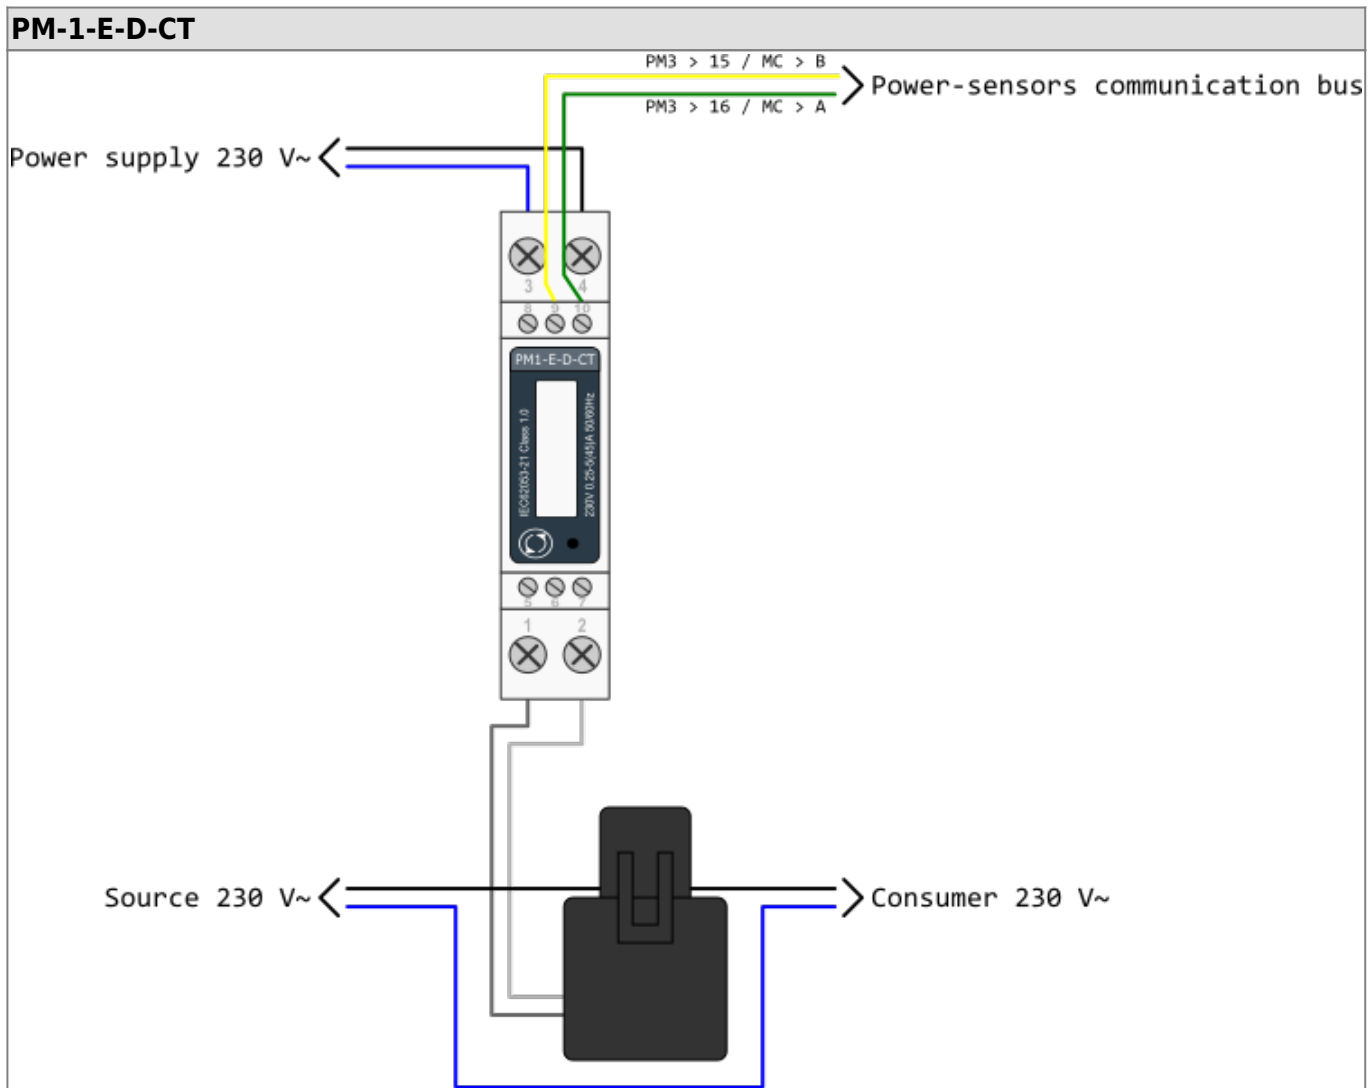 PM-1-E-D-CT
PM3 > 15 / MC > B
Power-sensors communication bus
PM3 > 16 / MC > A
Power supply 230 V~
3 4
8 9 10
PM1-E-D-CT
IEC62053-21 Class 1.0
230V 0.25-5(45)A 50/60Hz
5 6 7
1 2
Source 230 V~
Consumer 230 V~